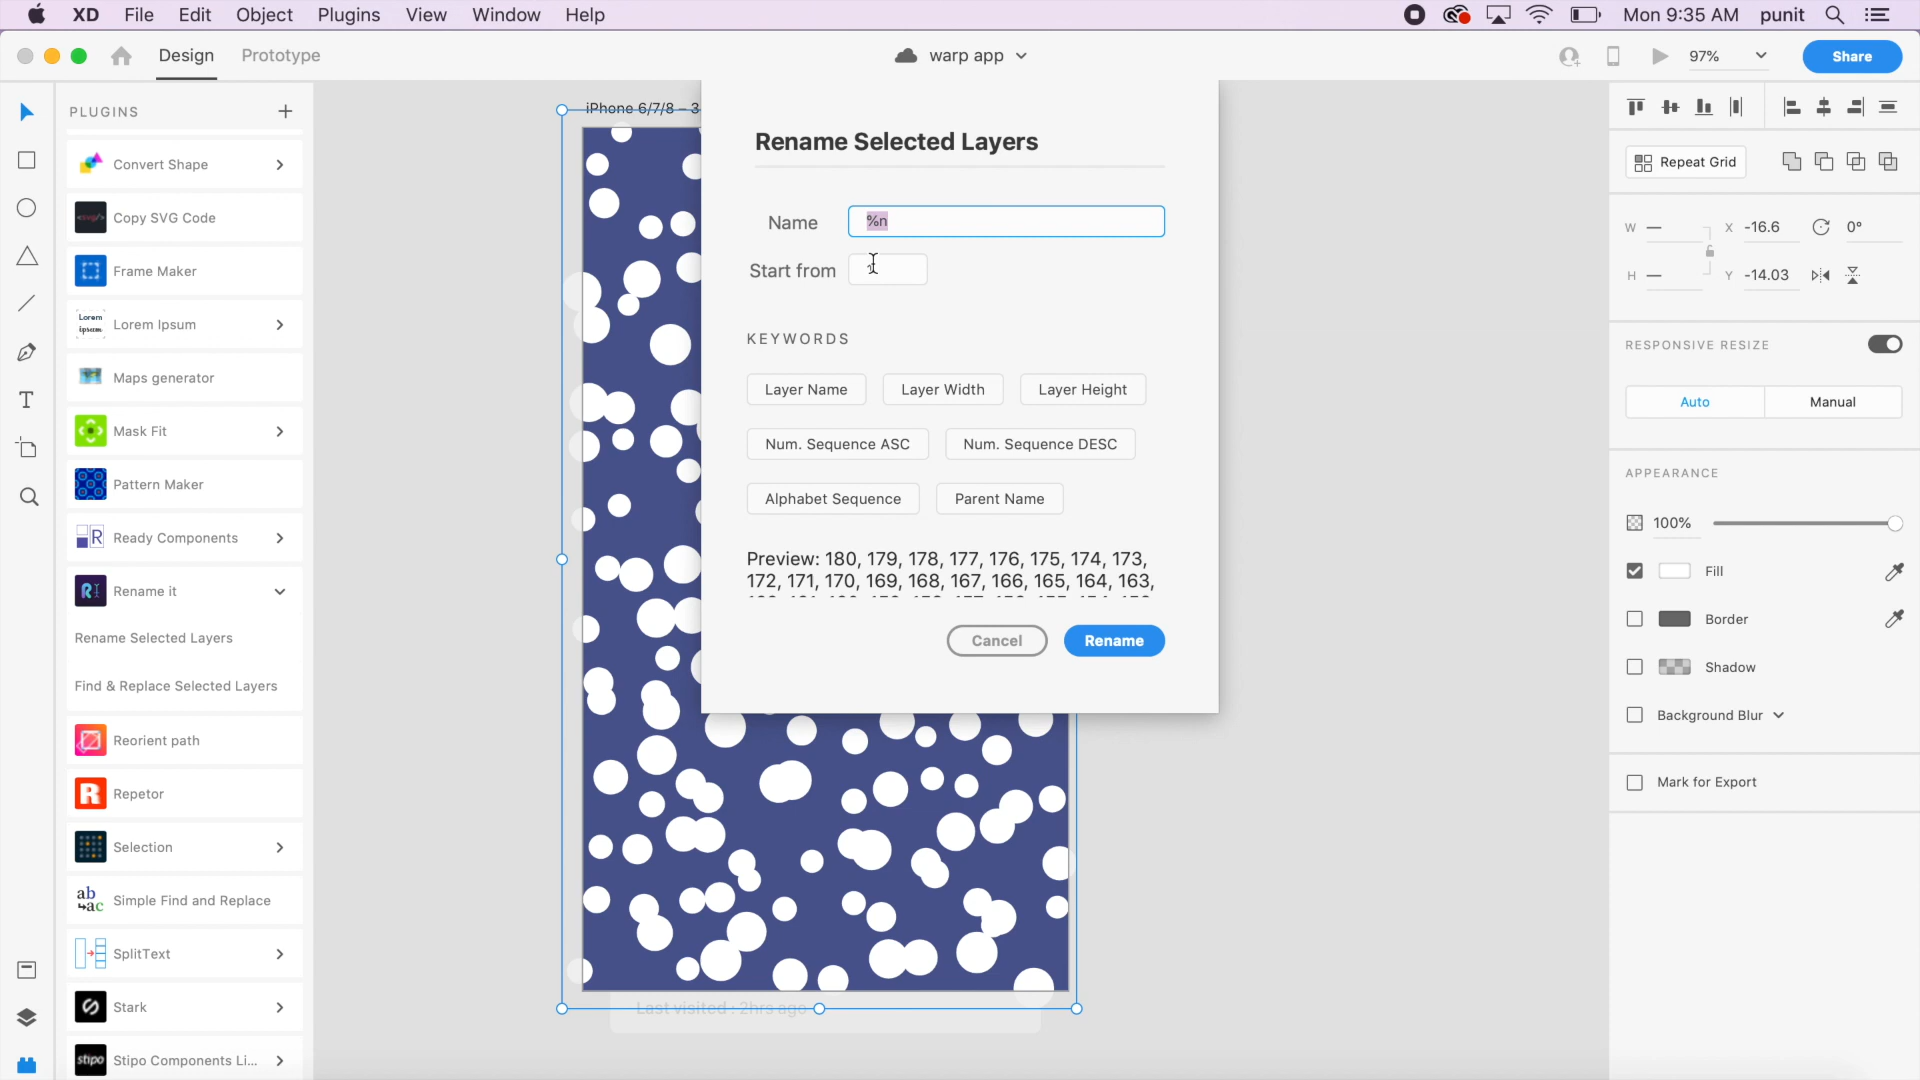 XD File Edit Object Plugins View Window Help
Mon 9:35 AM punit
Design Prototype
warp app
97%
Share
PLUGINS
Convert Shape
Copy SVG Code
Frame Maker
Lorem Ipsum
Maps generator
Mask Fit
Pattern Maker
Ready Components
Rename it
Rename Selected Layers
Find & Replace Selected Layers
Reorient path
Repetor
Selection
Simple Find and Replace
SplitText
Stark
Stipo Components Li...
iPhone 6/7/8 – 3
Rename Selected Layers
Name %n
Start from
KEYWORDS
Layer Name Layer Width Layer Height
Num. Sequence ASC Num. Sequence DESC
Alphabet Sequence Parent Name
Preview: 180, 179, 178, 177, 176, 175, 174, 173,
172, 171, 170, 169, 168, 167, 166, 165, 164, 163,
Cancel Rename
Last visited : 2hrs ago
Repeat Grid
W — X -16.6 0°
H — Y -14.03
RESPONSIVE RESIZE
Auto Manual
APPEARANCE
100%
Fill
Border
Shadow
Background Blur
Mark for Export